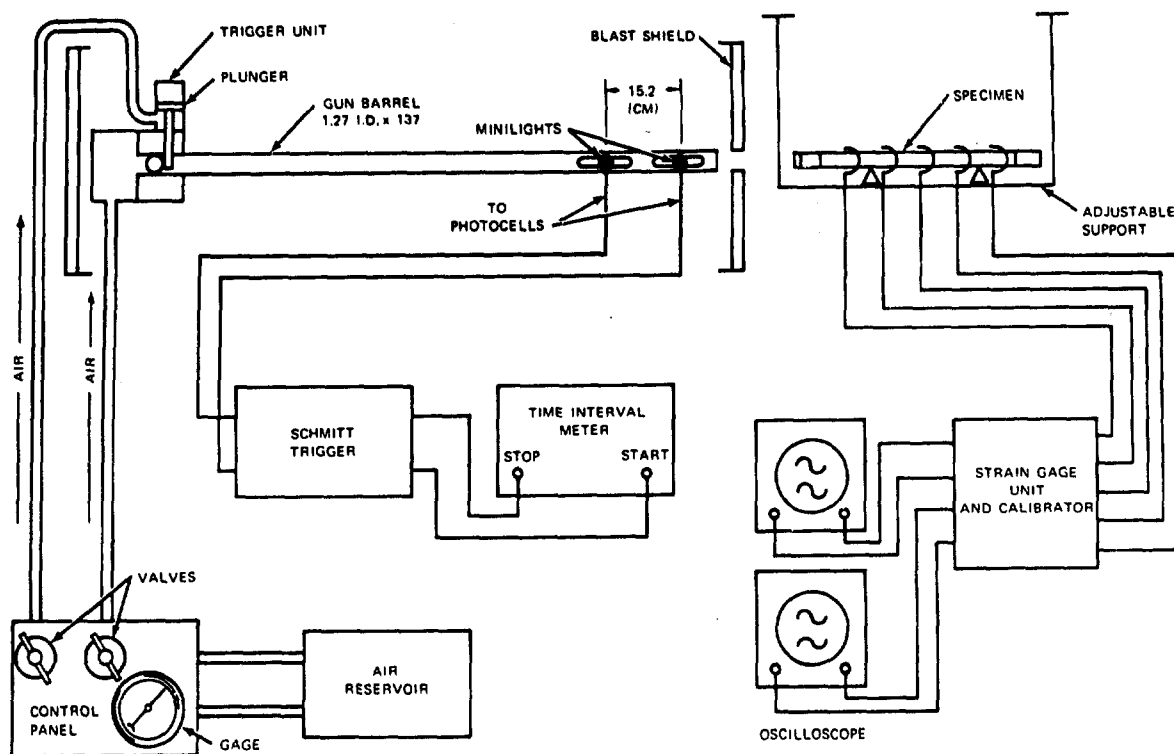 TRIGGER UNIT
PLUNGER
GUN BARREL
1.27 I.D. x 137
15.2
(CM)
MINILIGHTS
BLAST SHIELD
SPECIMEN
TO
PHOTOCELLS
ADJUSTABLE
SUPPORT
AIR
AIR
SCHMITT
TRIGGER
TIME INTERVAL
METER
STOP
START
STRAIN GAGE
UNIT
AND CALIBRATOR
VALVES
CONTROL
PANEL
GAGE
AIR
RESERVOIR
OSCILLOSCOPE